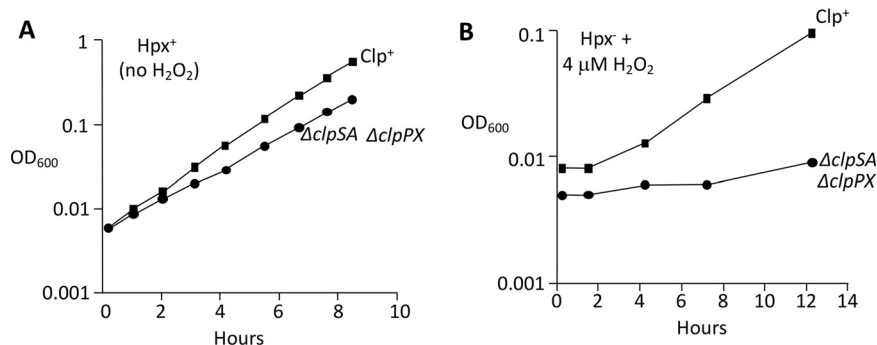 A
Hpx⁺
(no H₂O₂)
Clp⁺
ΔclpSA ΔclpPX
OD₆₀₀
1
0.1
0.01
0.001
0 2 4 6 8 10
Hours
B
Hpx⁻ +
4 μM H₂O₂
Clp⁺
ΔclpSA
ΔclpPX
OD₆₀₀
0.1
0.01
0.001
0 2 4 6 8 10 12 14
Hours